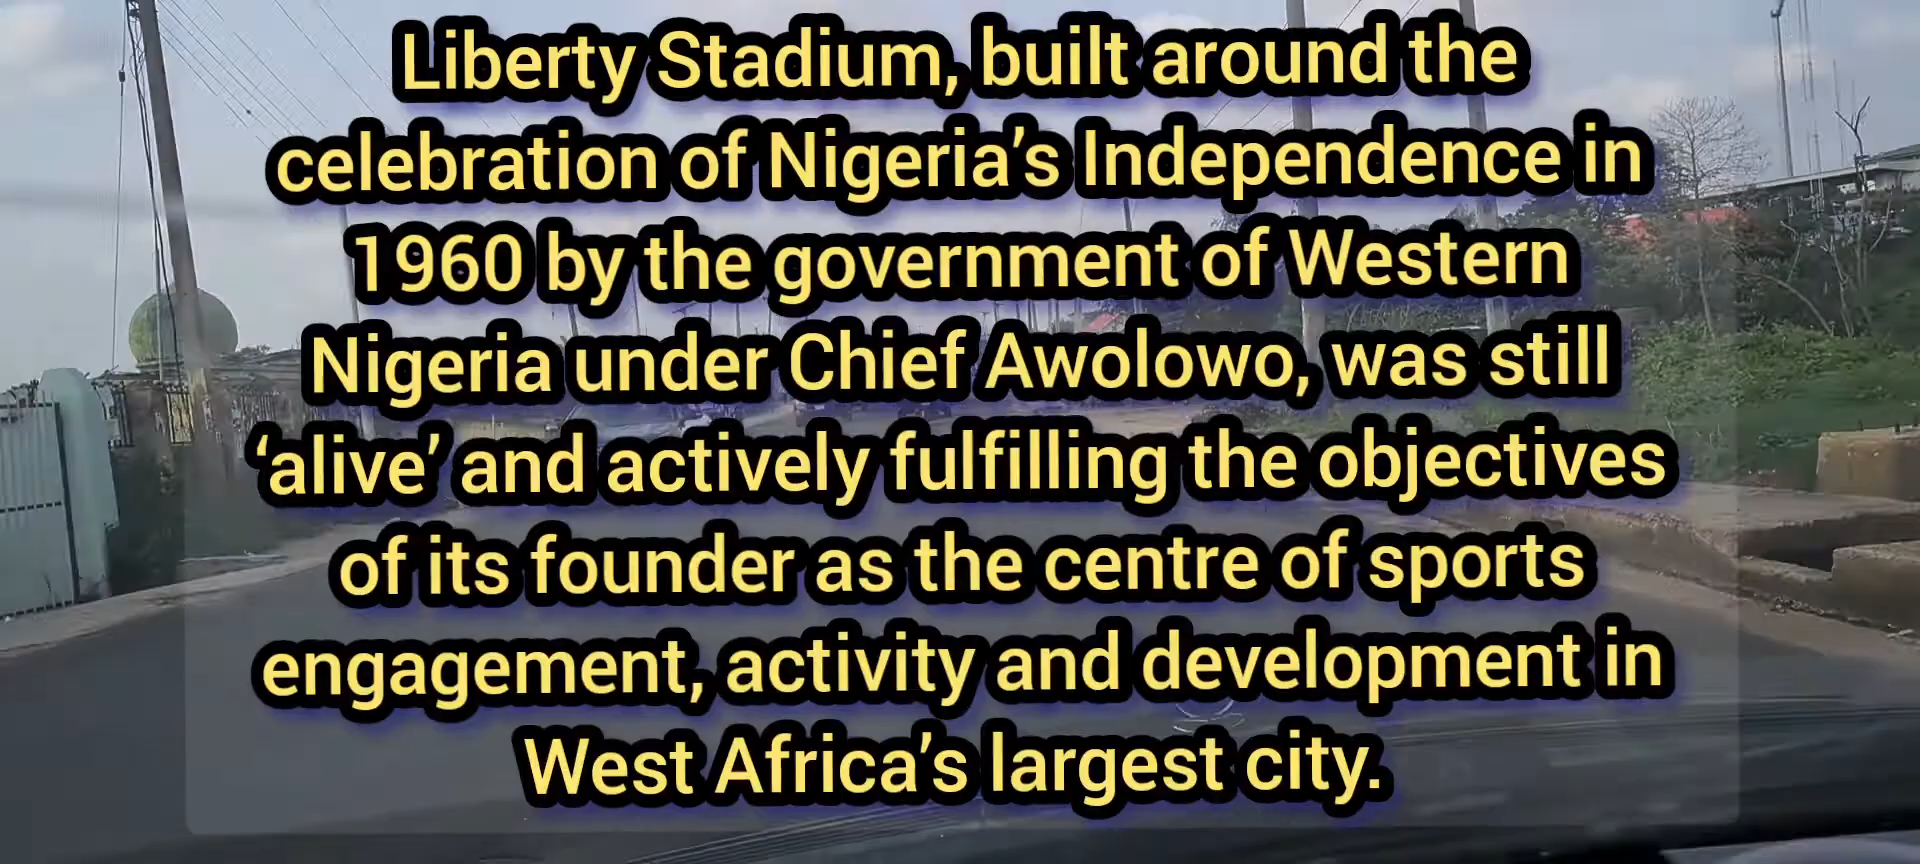 Liberty Stadium, built around the
celebration of Nigeria’s Independence in
1960 by the government of Western
Nigeria under Chief Awolowo, was still
‘alive’ and actively fulfilling the objectives
of its founder as the centre of sports
engagement, activity and development in
West Africa’s largest city.